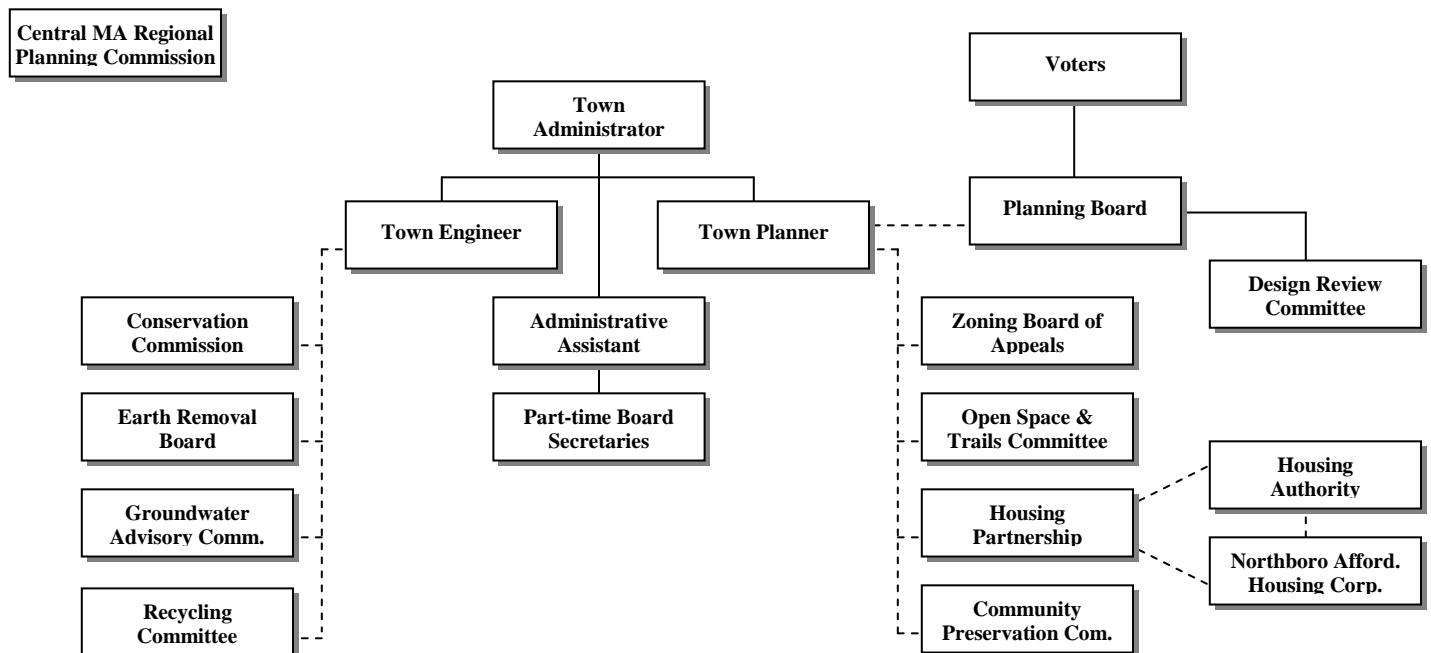 Central MA Regional
Planning Commission
Voters
Town
Administrator
Planning Board
Town Engineer
Town Planner
Design Review
Committee
Conservation
Commission
Administrative
Assistant
Zoning Board of
Appeals
Earth Removal
Board
Part-time Board
Secretaries
Open Space &
Trails Committee
Housing
Authority
Groundwater
Advisory Comm.
Housing
Partnership
Northboro Afford.
Housing Corp.
Recycling
Committee
Community
Preservation Com.